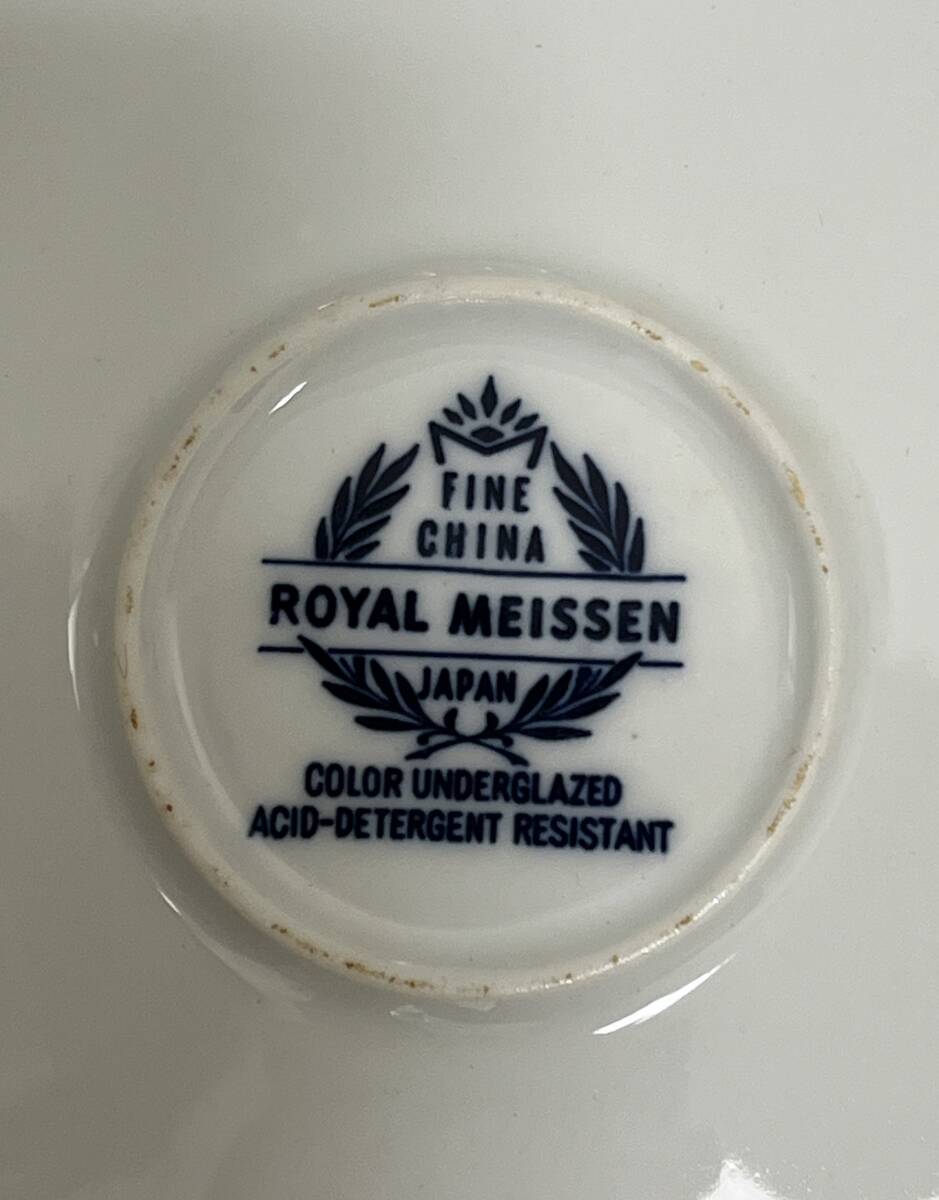 FINE
CHINA
ROYAL MEISSEN
JAPAN
COLOR UNDERGLAZED
ACID-DETERGENT RESISTANT